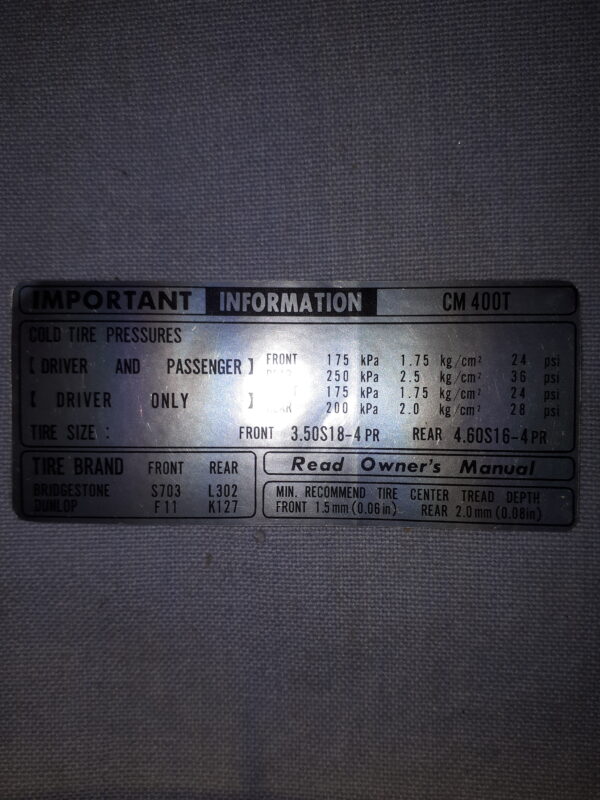 IMPORTANT INFORMATION CM 400T
COLD TIRE PRESSURES
[ DRIVER AND PASSENGER ] FRONT 175 kPa 1.75 kg/cm² 24 psi
250 kPa 2.5 kg/cm² 36 psi
[ DRIVER ONLY ] 175 kPa 1.75 kg/cm² 24 psi
REAR 200 kPa 2.0 kg/cm² 28 psi
TIRE SIZE : FRONT 3.50S18-4PR REAR 4.60S16-4PR
TIRE BRAND FRONT REAR
BRIDGESTONE S703 L302
DUNLOP F11 K127
Read Owner's Manual
MIN. RECOMMEND TIRE CENTER TREAD DEPTH
FRONT 1.5mm(0.06in) REAR 2.0mm(0.08in)